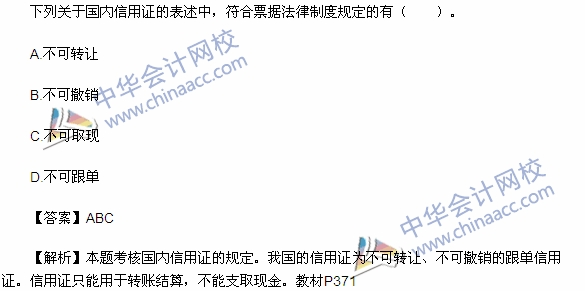 下列关于国内信用证的表述中，符合票据法律制度规定的有（　　）。
A.不可转让
B.不可撤销
C.不可取现
D.不可跟单
【答案】ABC
【解析】本题考核国内信用证的规定。我国的信用证为不可转让、不可撤销的跟单信用
证。信用证只能用于转账结算，不能支取现金。教材P371
中华会计网校
www.chinaacc.com
中华会计网校
www.chinaacc.com